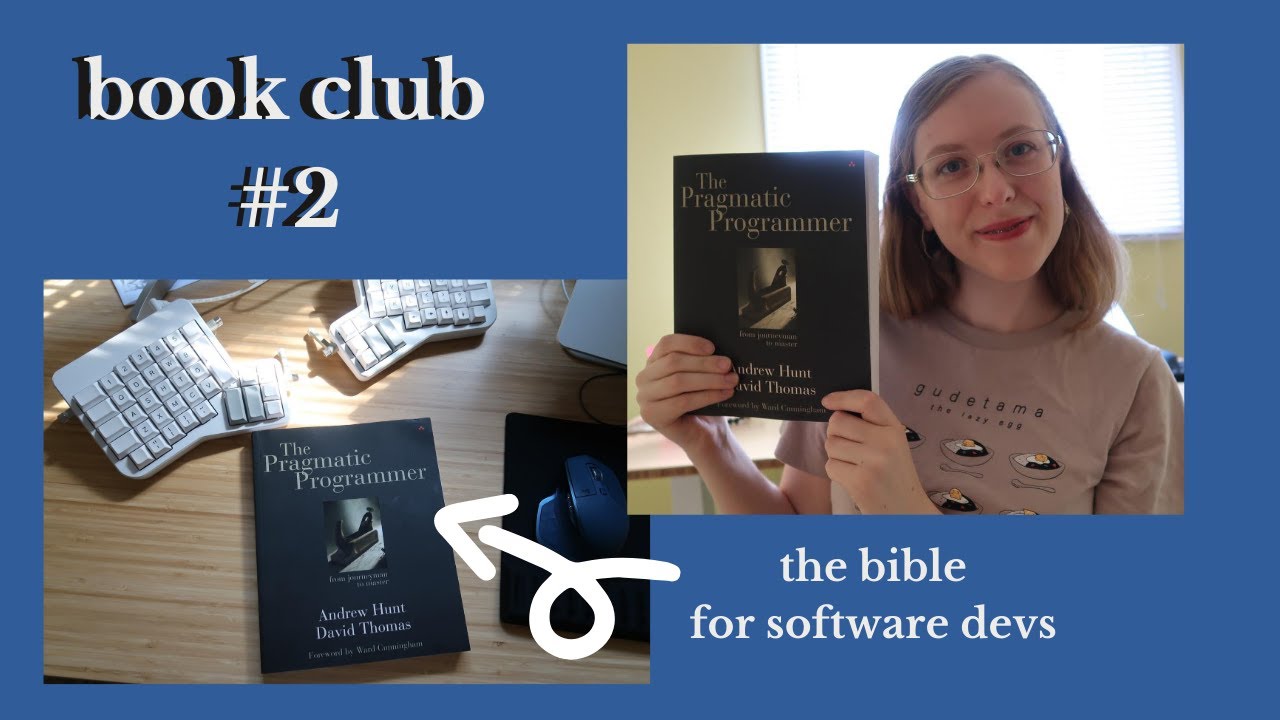 book club
#2
The
Pragmatic
Programmer
from journeyman
to master
Andrew Hunt
David Thomas
Foreword by Ward Cunningham
gudetama
the lazy egg
The
Pragmatic
Programmer
from journeyman
to master
Andrew Hunt
David Thomas
Foreword by Ward Cunningham
the bible
for software devs